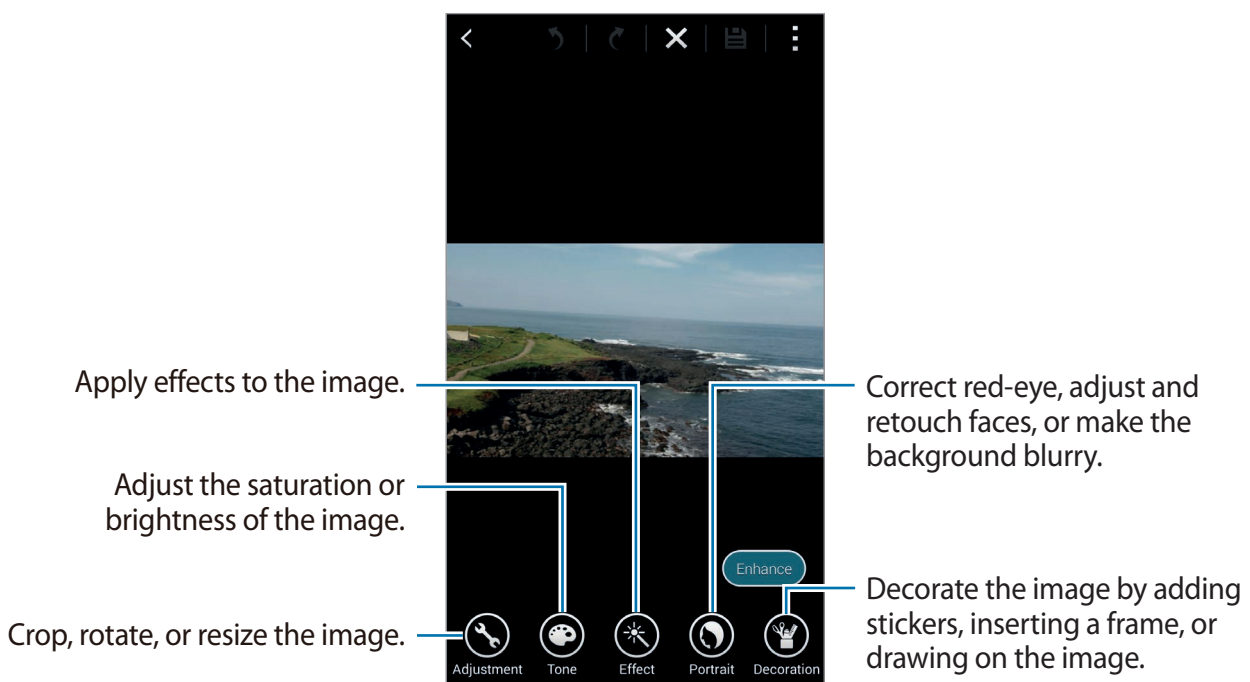 Apply effects to the image.
Adjust the saturation or
brightness of the image.
Crop, rotate, or resize the image.
Correct red-eye, adjust and
retouch faces, or make the
background blurry.
Enhance
Decorate the image by adding
stickers, inserting a frame, or
drawing on the image.
Adjustment Tone Effect Portrait Decoration